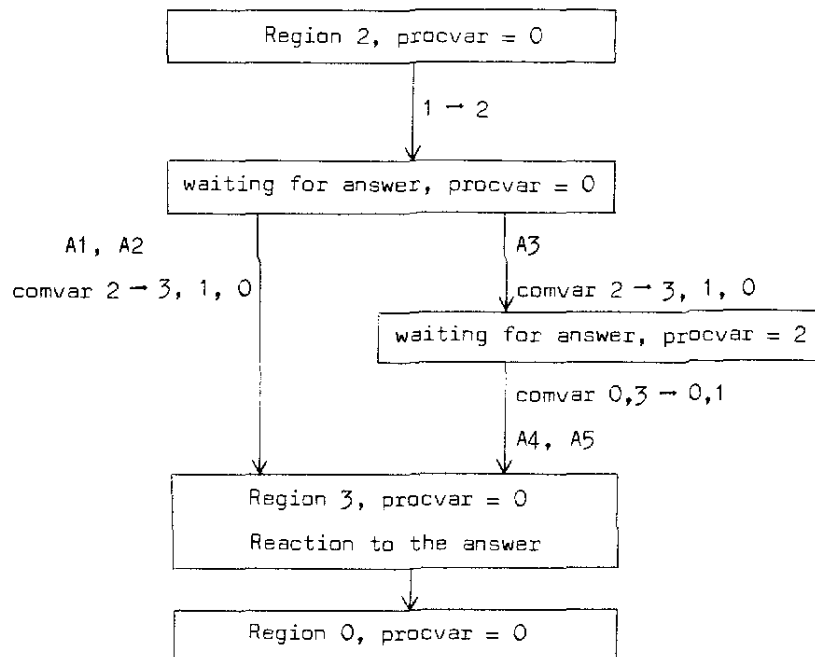 Region 2, procvar = 0
1 → 2
waiting for answer, procvar = 0
A1, A2
comvar 2 → 3, 1, 0
A3
comvar 2 → 3, 1, 0
waiting for answer, procvar = 2
comvar 0,3 → 0,1
A4, A5
Region 3, procvar = 0
Reaction to the answer
Region 0, procvar = 0